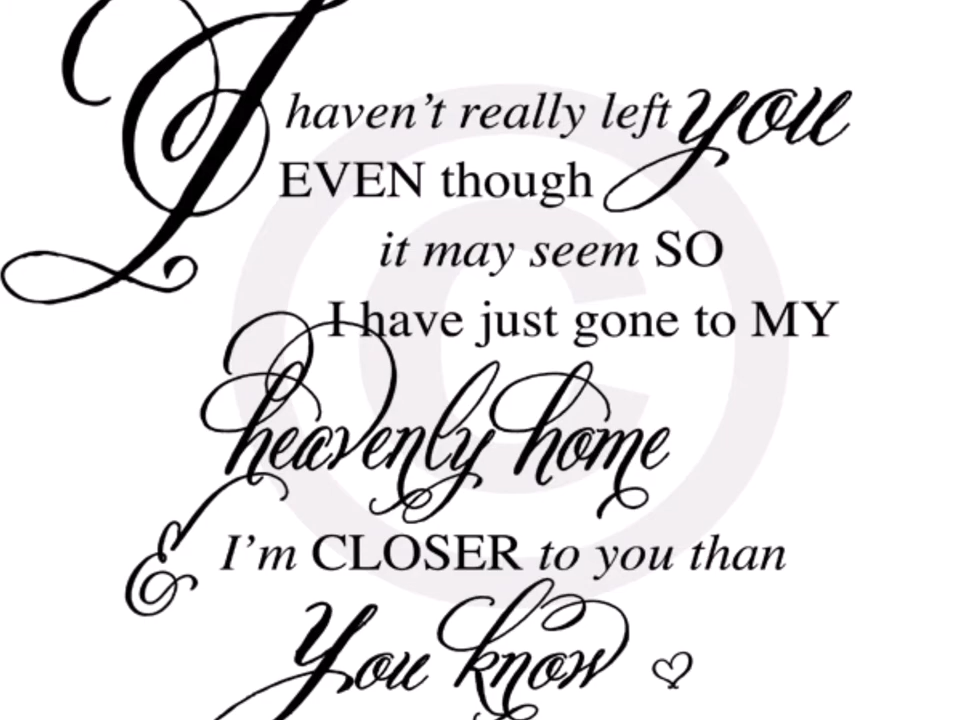 I haven't really left you
EVEN though
it may seem SO
I have just gone to MY
heavenly home
& I'm CLOSER to you than
You know